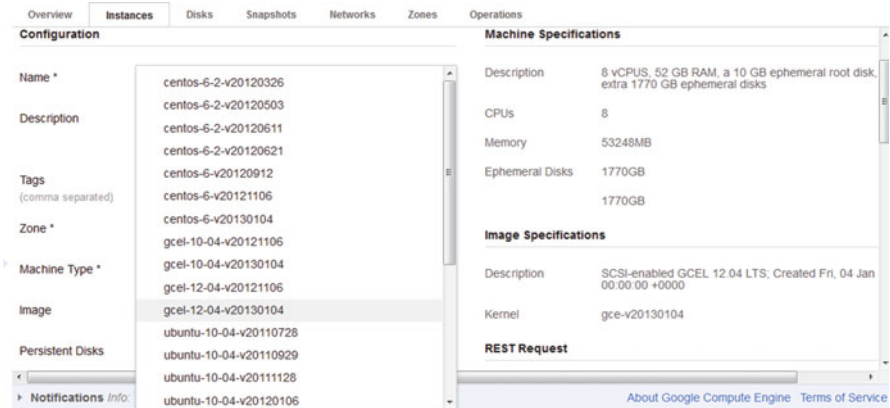 Overview Instances Disks Snapshots Networks Zones Operations
Configuration
Name *
Description
Tags
(comma separated)
Zone *
Machine Type *
Image
Persistent Disks
centos-6-2-v20120326
centos-6-2-v20120503
centos-6-2-v20120611
centos-6-2-v20120621
centos-6-v20120912
centos-6-v20121106
centos-6-v20130104
gcel-10-04-v20121106
gcel-10-04-v20130104
gcel-12-04-v20121106
gcel-12-04-v20130104
ubuntu-10-04-v20110728
ubuntu-10-04-v20110929
ubuntu-10-04-v20111128
ubuntu-10-04-v20120106
Machine Specifications
Description 8 vCPUS, 52 GB RAM, a 10 GB ephemeral root disk,
extra 1770 GB ephemeral disks
CPUs 8
Memory 53248MB
Ephemeral Disks 1770GB
1770GB
Image Specifications
Description SCSI-enabled GCEL 12.04 LTS; Created Fri, 04 Jan
00:00:00 +0000
Kernel gce-v20130104
REST Request
Notifications Info:
About Google Compute Engine Terms of Service